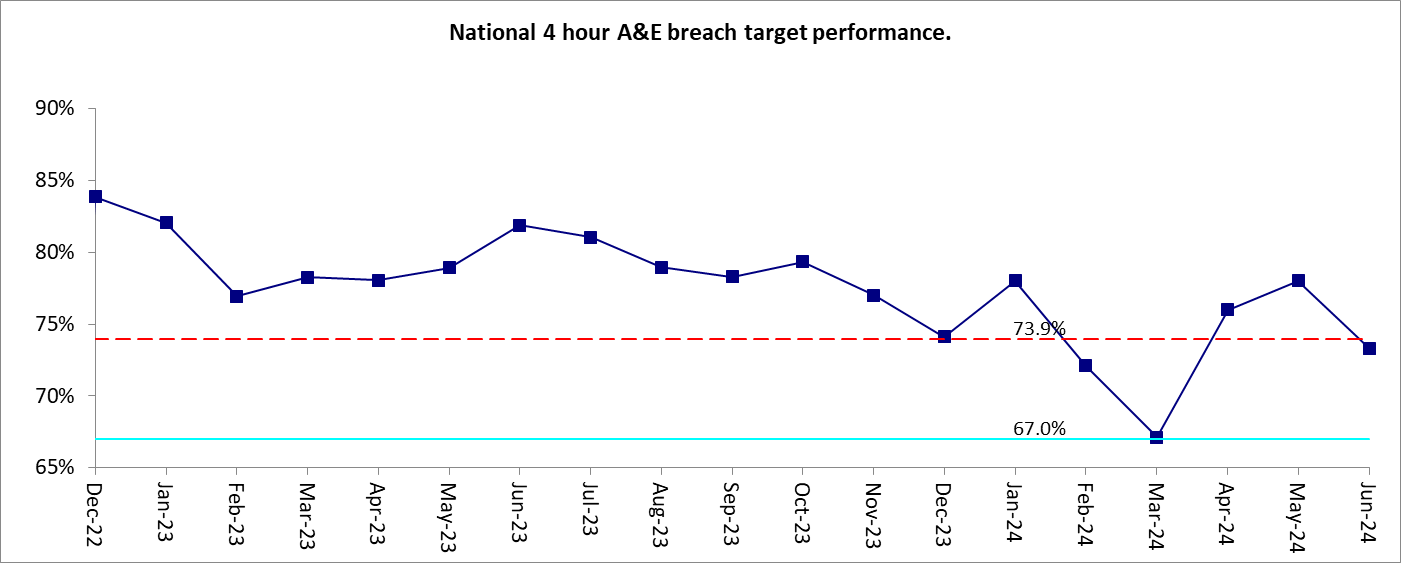 National 4 hour A&E breach target performance.
90%
85%
80%
75%
73.9%
70%
67.0%
65%
Dec-22
Jan-23
Feb-23
Mar-23
Apr-23
May-23
Jun-23
Jul-23
Aug-23
Sep-23
Oct-23
Nov-23
Dec-23
Jan-24
Feb-24
Mar-24
Apr-24
May-24
Jun-24